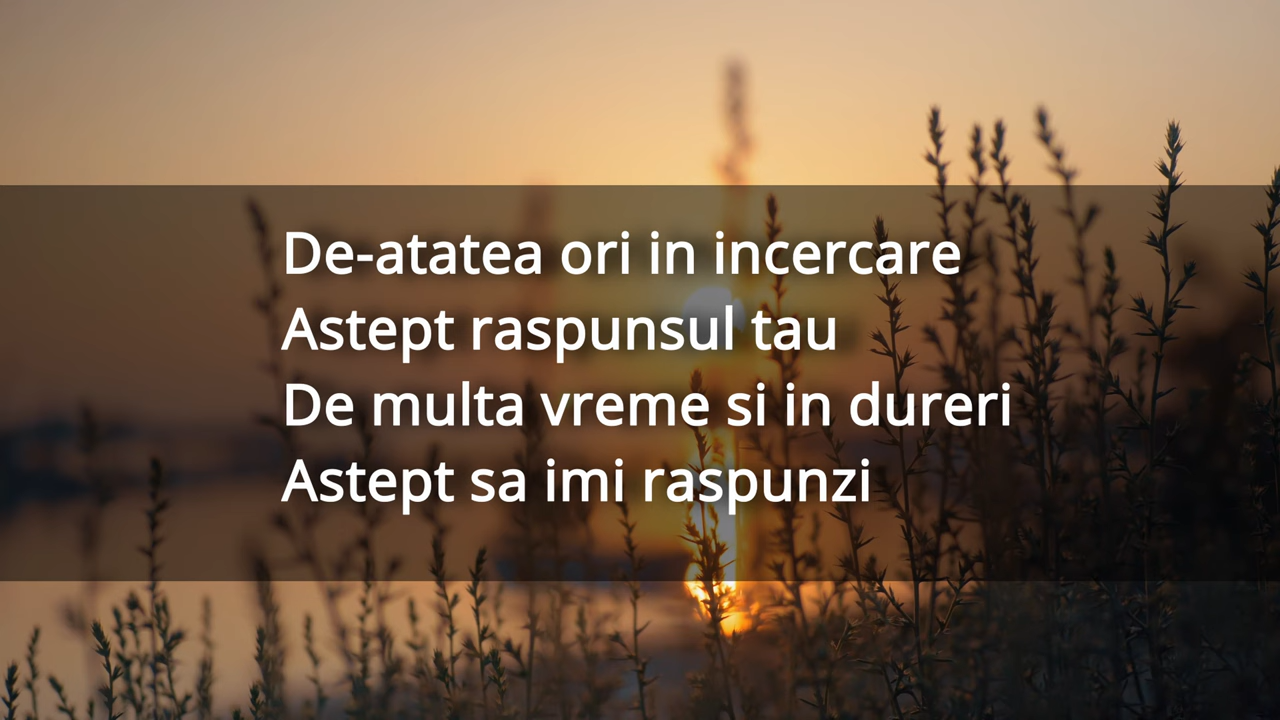 De-atatea ori in incercare
Astept raspunsul tau
De multa vreme si in dureri
Astept sa imi raspunzi